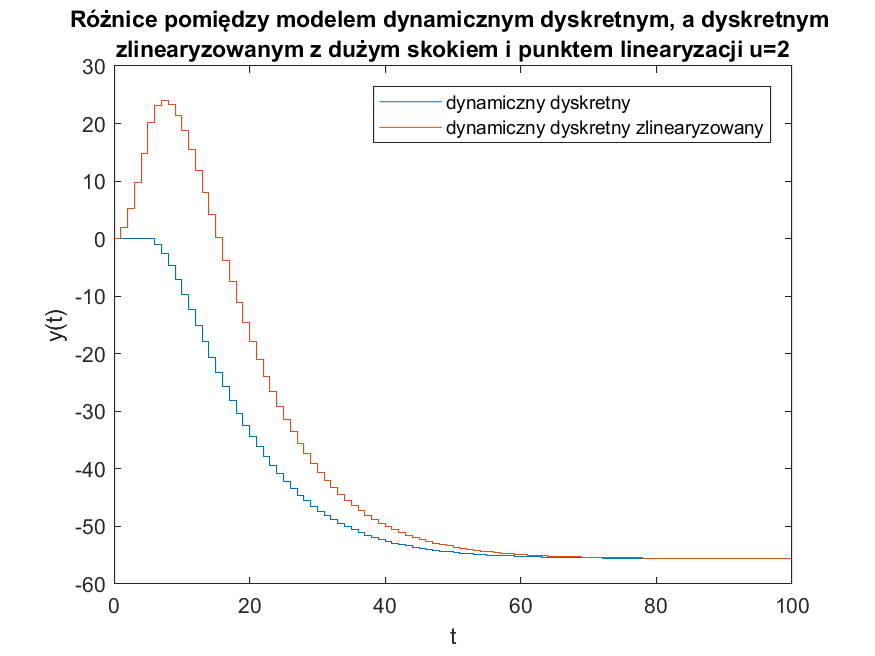 Różnice pomiędzy modelem dynamicznym dyskretnym, a dyskretnym
zlinearyzowanym z dużym skokiem i punktem linearyzacji u=2
30
20
10
0
-10
-20
-30
-40
-50
-60
y(t)
dynamiczny dyskretny
dynamiczny dyskretny zlinearyzowany
0 20 40 60 80 100
t